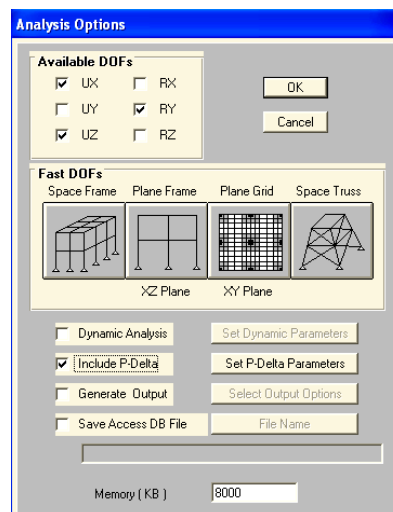 Analysis Options
Available DOFs
UX RX
UY RY
UZ RZ
OK
Cancel
Fast DOFs
Space Frame Plane Frame Plane Grid Space Truss
XZ Plane XY Plane
Dynamic Analysis Set Dynamic Parameters
Include P-Delta Set P-Delta Parameters
Generate Output Select Output Options
Save Access DB File File Name
Memory ( KB ) 8000